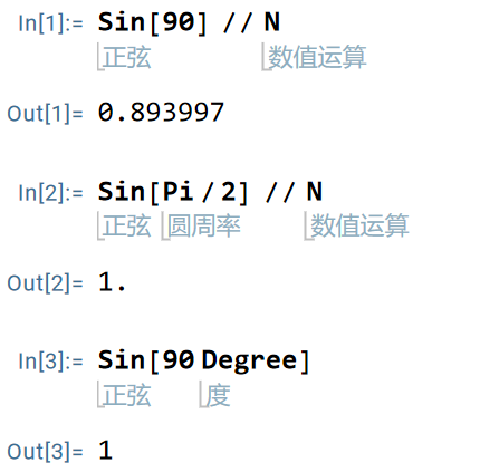 In[1]:= Sin[90] // N
正弦 数值运算
Out[1]= 0.893997
In[2]:= Sin[Pi / 2] // N
正弦 圆周率 数值运算
Out[2]= 1.
In[3]:= Sin[90 Degree]
正弦 度
Out[3]= 1